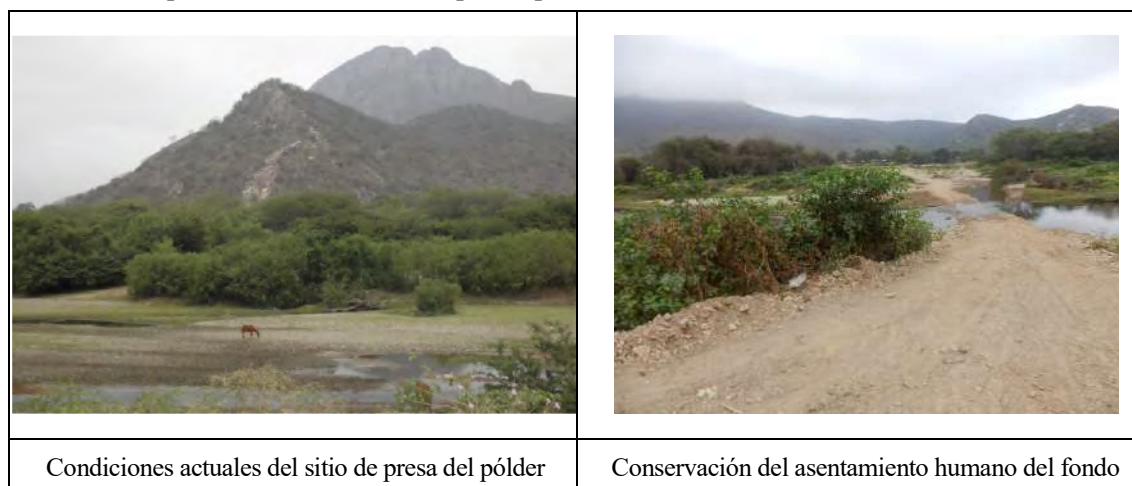 Condiciones actuales del sitio de presa del pólder
Conservación del asentamiento humano del fondo